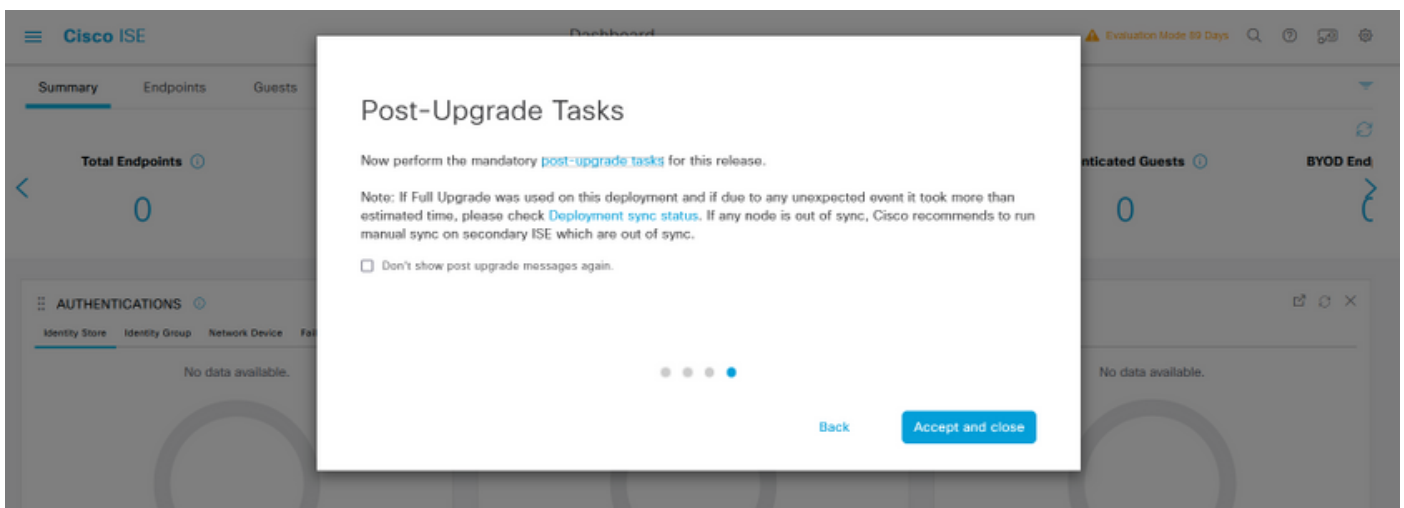 Cisco ISE
Dashboard
Evaluation Mode 89 Days
Summary Endpoints Guests
Post-Upgrade Tasks
Now perform the mandatory post-upgrade tasks for this release.
Total Endpoints
0
nticated Guests
0
BYOD End
Note: If Full Upgrade was used on this deployment and if due to any unexpected event it took more than
estimated time, please check Deployment sync status. If any node is out of sync, Cisco recommends to run
manual sync on secondary ISE which are out of sync.
Don't show post upgrade messages again.
AUTHENTICATIONS
Identity Store Identity Group Network Device Fail
No data available.
No data available.
Back
Accept and close